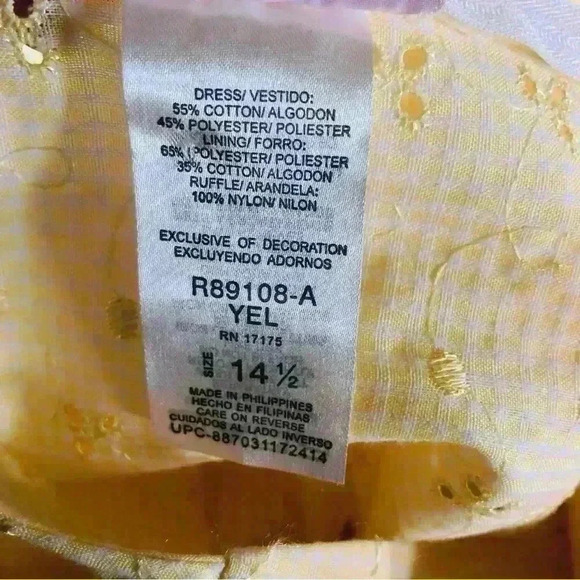 DRESS/ VESTIDO:
55% COTTON/ ALGODON
45% POLYESTER/ POLIESTER
LINING/ FORRO:
65% POLYESTER/ POLIESTER
35% COTTON/ ALGODON
RUFFLE/ ARANDELA:
100% NYLON/ NILON
EXCLUSIVE OF DECORATION
EXCLUYENDO ADORNOS
R89108-A
YEL
RN 17175
SIZE 14 ½
MADE IN PHILIPPINES
HECHO EN FILIPINAS
CARE ON REVERSE
CUIDADOS AL LADO INVERSO
UPC-887031172414